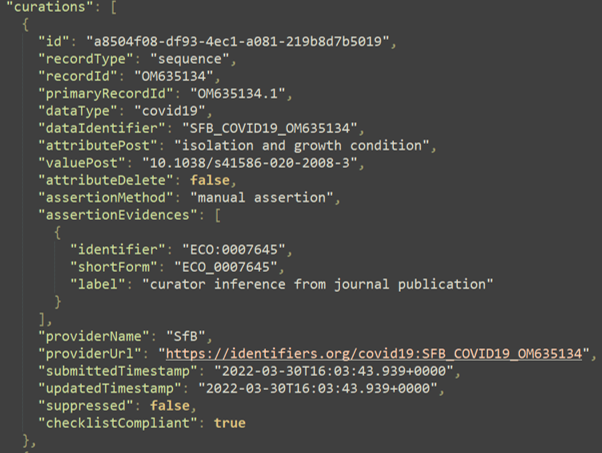 "curations": [
{
"id": "a8504f08-df93-4ec1-a081-219b8d7b5019",
"recordType": "sequence",
"recordId": "OM635134",
"primaryRecordId": "OM635134.1",
"dataType": "covid19",
"dataIdentifier": "SFB_COVID19_OM635134",
"attributePost": "isolation and growth condition",
"valuePost": "10.1038/s41586-020-2008-3",
"attributeDelete": false,
"assertionMethod": "manual assertion",
"assertionEvidences": [
{
"identifier": "ECO:0007645",
"shortForm": "ECO_0007645",
"label": "curator inference from journal publication"
}
],
"providerName": "SfB",
"providerUrl": "https://identifiers.org/covid19:SFB_COVID19_OM635134",
"submittedTimestamp": "2022-03-30T16:03:43.939+0000",
"updatedTimestamp": "2022-03-30T16:03:43.939+0000",
"suppressed": false,
"checklistCompliant": true
},